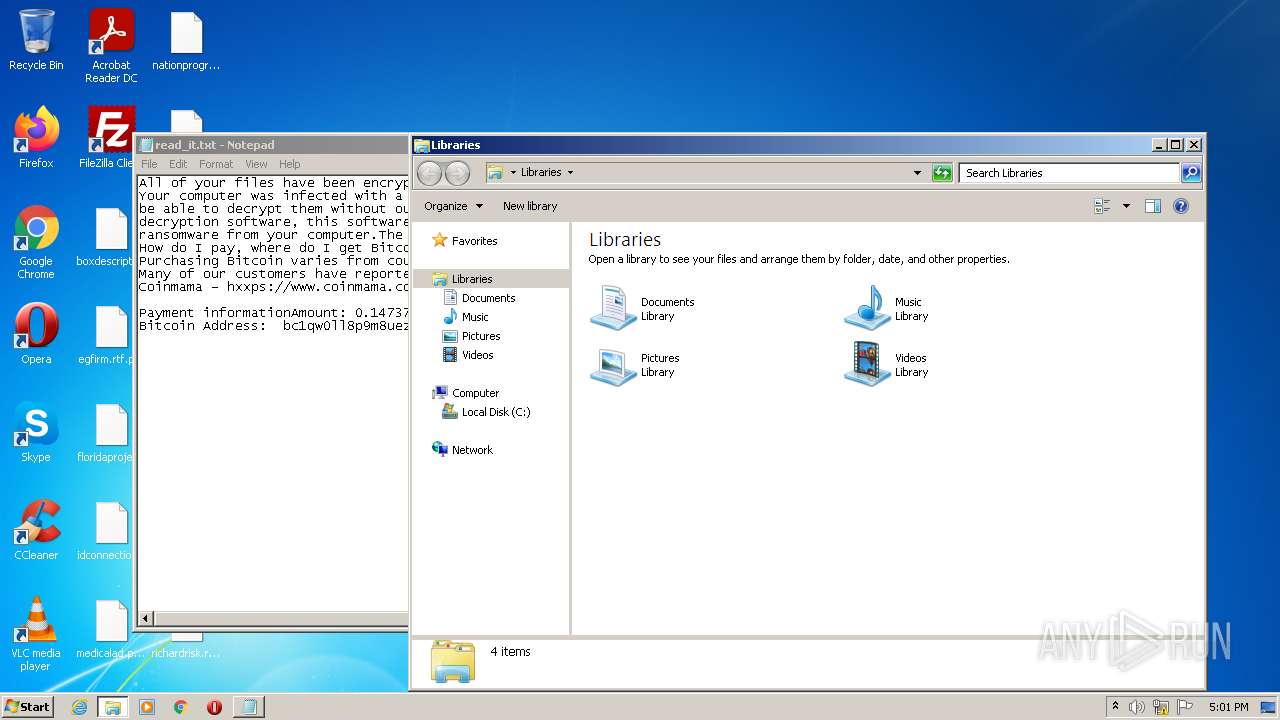 Recycle Bin
Acrobat
Reader DC
nationprogr...
Firefox
FileZilla Clie
Google
Chrome
boxdescript
Opera
egfirm.rtf.p
Skype
floridaproje
CCleaner
idconnectio
VLC media
player
medicalad.p...
richardrisk.r...
read_it.txt - Notepad
File Edit Format View Help
All of your files have been encryp
Your computer was infected with a
be able to decrypt them without ou
decryption software, this software
ransomware from your computer.The
How do I pay, where do I get Bitco
Purchasing Bitcoin varies from cou
Many of our customers have reporte
Coinmama - hxxps://www.coinmama.co
Payment informationAmount: 0.14737
Bitcoin Address: bc1qw0ll8p9m8uez
Libraries
Libraries
Search Libraries
Organize New library
Favorites
Libraries
Documents
Music
Pictures
Videos
Computer
Local Disk (C:)
Network
Libraries
Open a library to see your files and arrange them by folder, date, and other properties.
Documents
Library
Music
Library
Pictures
Library
Videos
Library
4 items
ANY RUN
Start
5:01 PM